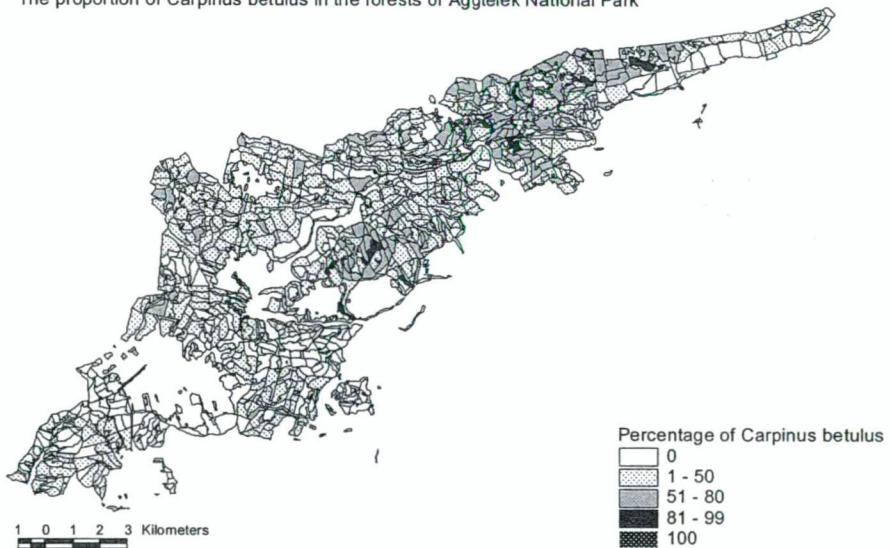 The proportion of Carpinus betulus in the forests of Aggtelek National Park
Percentage of Carpinus betulus
0
1 - 50
51 - 80
81 - 99
100
1 0 1 2 3 Kilometers